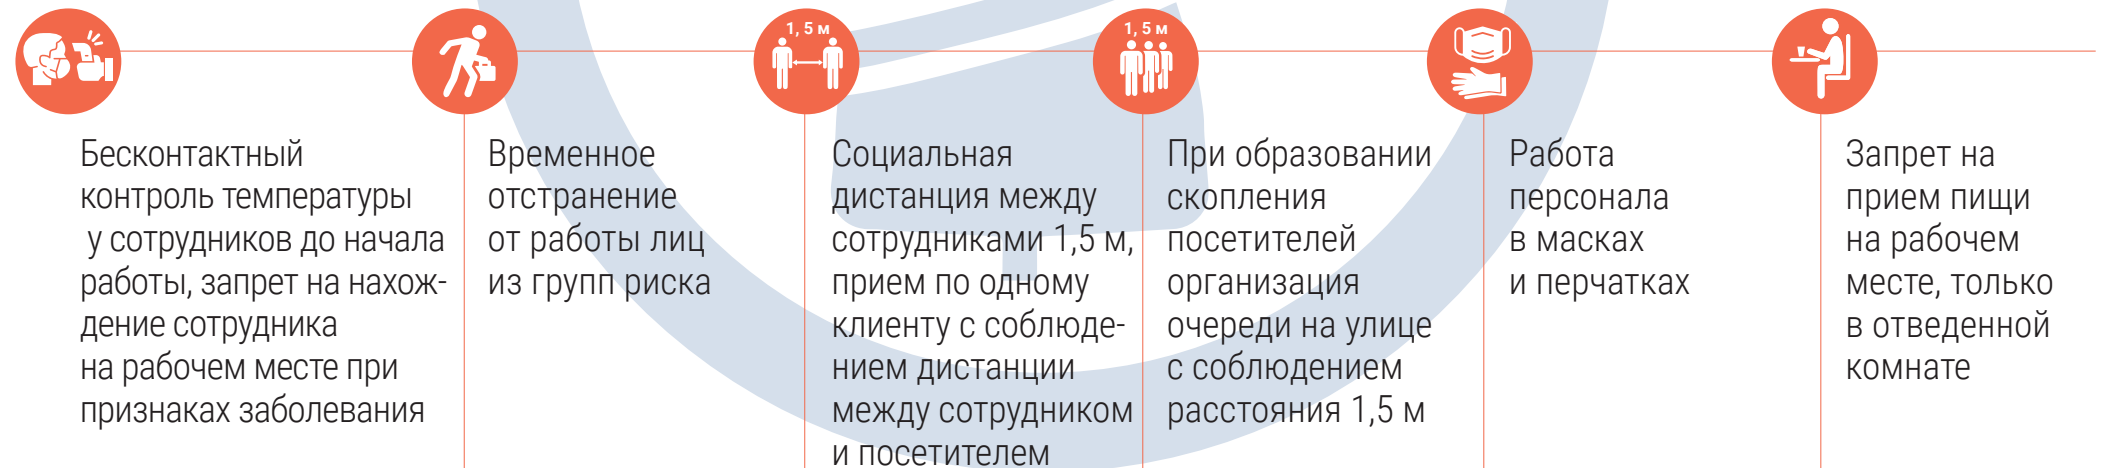 1, 5 м
1, 5 м
Бесконтактный
контроль температуры
у сотрудников до начала
работы, запрет на нахож-
дение сотрудника
на рабочем месте при
признаках заболевания
Временное
отстранение
от работы лиц
из групп риска
Социальная
дистанция между
сотрудниками 1,5 м,
прием по одному
клиенту с соблюде-
нием дистанции
между сотрудником
и посетителем
При образовании
скопления
посетителей
организация
очереди на улице
с соблюдением
расстояния 1,5 м
Работа
персонала
в масках
и перчатках
Запрет на
прием пищи
на рабочем
месте, только
в отведенной
комнате